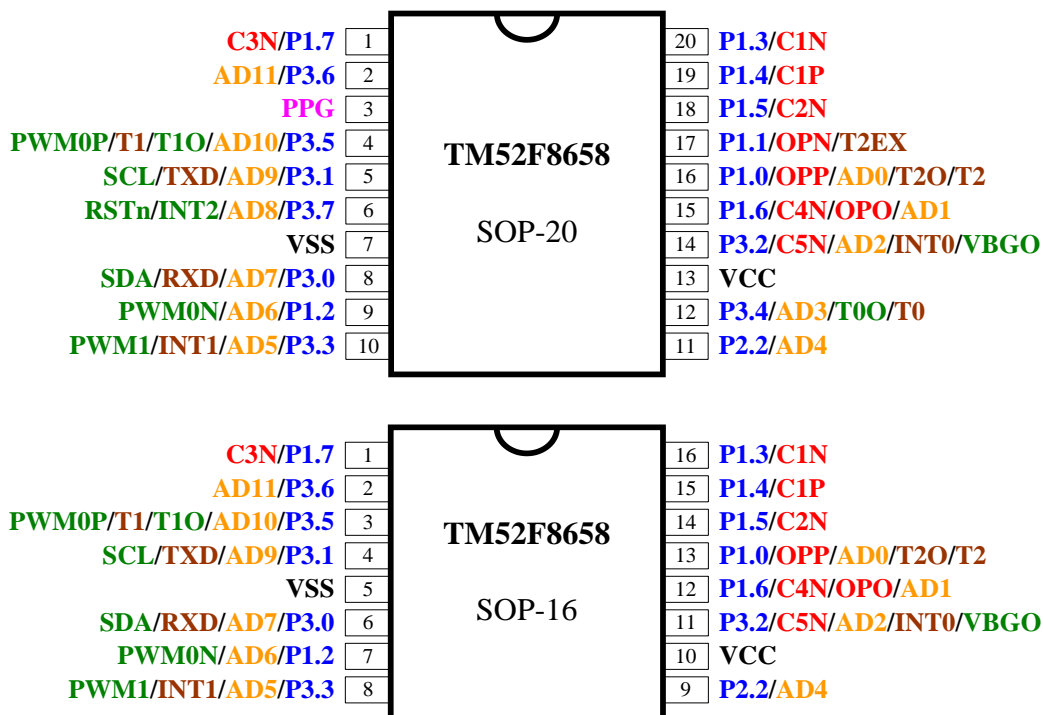 C3N/P1.7 1 20 P1.3/C1N
AD11/P3.6 2 19 P1.4/C1P
PPG 3 18 P1.5/C2N
PWM0P/T1/T1O/AD10/P3.5 4 TM52F8658 17 P1.1/OPN/T2EX
SCL/TXD/AD9/P3.1 5 16 P1.0/OPP/AD0/T2O/T2
RSTn/INT2/AD8/P3.7 6 SOP-20 15 P1.6/C4N/OPO/AD1
VSS 7 14 P3.2/C5N/AD2/INT0/VBGO
SDA/RXD/AD7/P3.0 8 13 VCC
PWM0N/AD6/P1.2 9 12 P3.4/AD3/T0O/T0
PWM1/INT1/AD5/P3.3 10 11 P2.2/AD4
C3N/P1.7 1 16 P1.3/C1N
AD11/P3.6 2 15 P1.4/C1P
PWM0P/T1/T1O/AD10/P3.5 3 TM52F8658 14 P1.5/C2N
SCL/TXD/AD9/P3.1 4 13 P1.0/OPP/AD0/T2O/T2
VSS 5 SOP-16 12 P1.6/C4N/OPO/AD1
SDA/RXD/AD7/P3.0 6 11 P3.2/C5N/AD2/INT0/VBGO
PWM0N/AD6/P1.2 7 10 VCC
PWM1/INT1/AD5/P3.3 8 9 P2.2/AD4